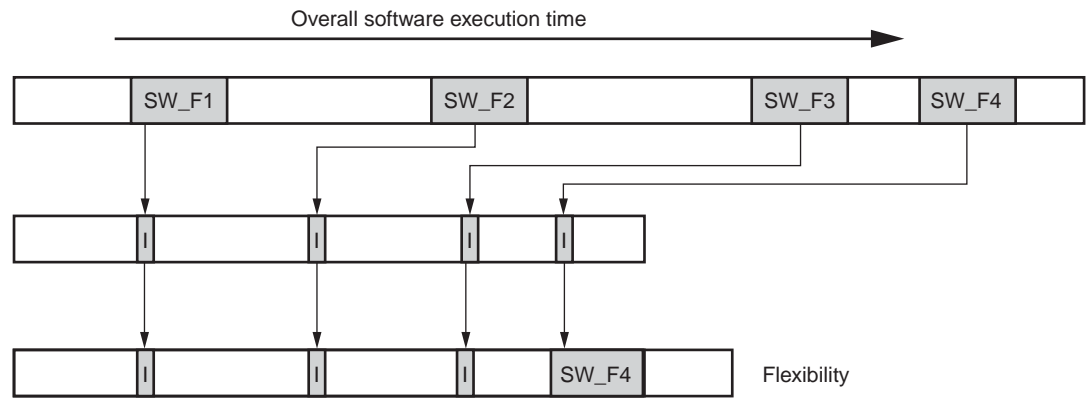 Overall software execution time
SW_F1 SW_F2 SW_F3 SW_F4
I I I I
I I I SW_F4 Flexibility